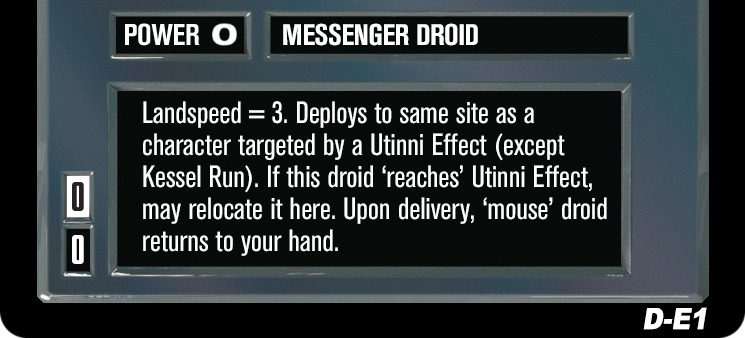 POWER 0 MESSENGER DROID
Landspeed = 3. Deploys to same site as a
character targeted by a Utinni Effect (except
Kessel Run). If this droid ‘reaches’ Utinni Effect,
may relocate it here. Upon delivery, ‘mouse’ droid
returns to your hand.
0
0
D-E1